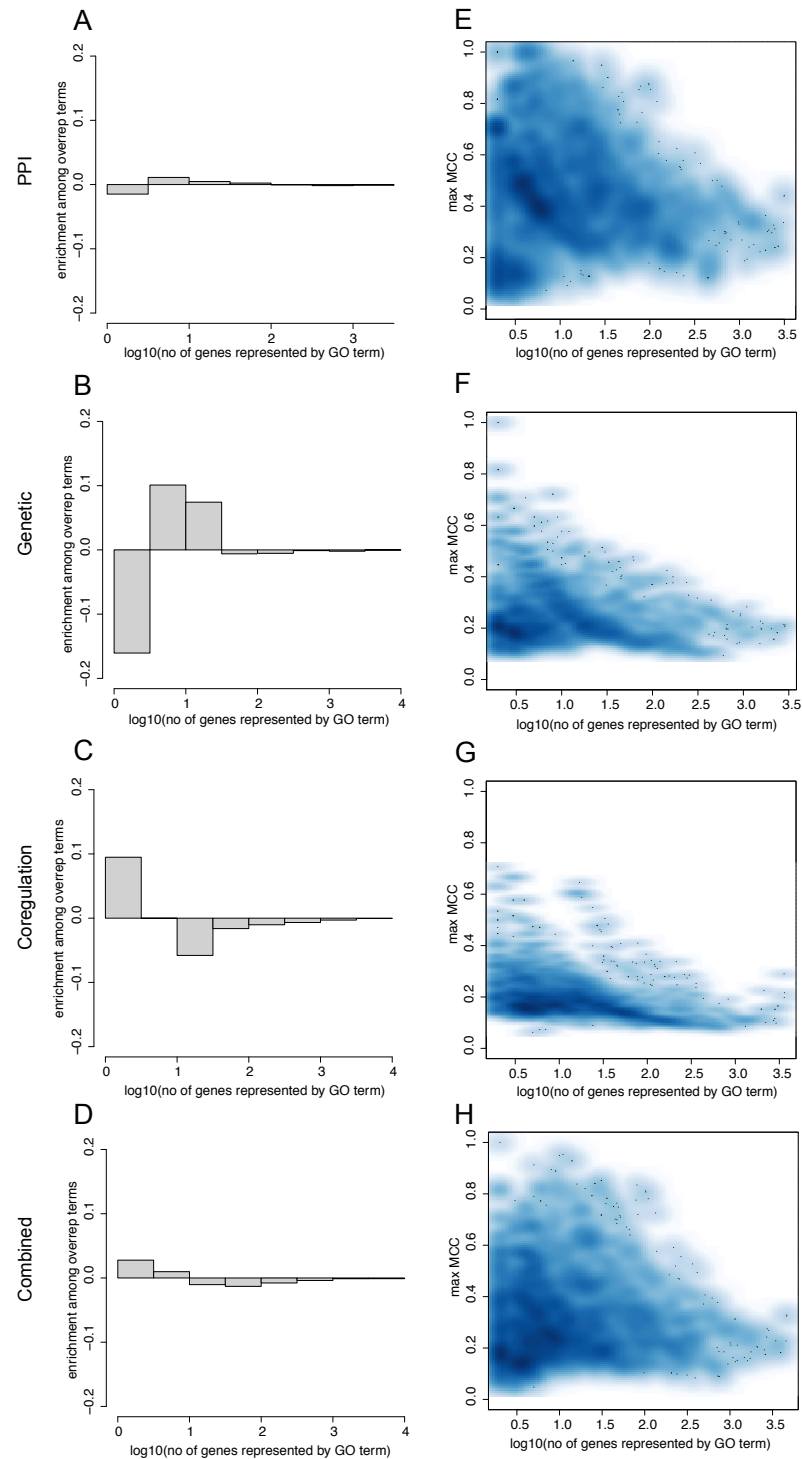 A
PPI
enrichment among overrep terms
0.2
0.1
0.0
−0.1
−0.2
0 1 2 3
log10(no of genes represented by GO term)
E
max MCC
1.0
0.8
0.6
0.4
0.2
0.0
0.5 1.0 1.5 2.0 2.5 3.0 3.5
log10(no of genes represented by GO term)
B
Genetic
enrichment among overrep terms
0.2
0.1
0.0
−0.1
−0.2
0 1 2 3 4
log10(no of genes represented by GO term)
F
max MCC
1.0
0.8
0.6
0.4
0.2
0.0
0.5 1.0 1.5 2.0 2.5 3.0 3.5
log10(no of genes represented by GO term)
C
Coregulation
enrichment among overrep terms
0.2
0.1
0.0
−0.1
−0.2
0 1 2 3 4
log10(no of genes represented by GO term)
G
max MCC
1.0
0.8
0.6
0.4
0.2
0.0
0.5 1.0 1.5 2.0 2.5 3.0 3.5
log10(no of genes represented by GO term)
D
Combined
enrichment among overrep terms
0.2
0.1
0.0
−0.1
−0.2
0 1 2 3 4
log10(no of genes represented by GO term)
H
max MCC
1.0
0.8
0.6
0.4
0.2
0.0
0.5 1.0 1.5 2.0 2.5 3.0 3.5
log10(no of genes represented by GO term)